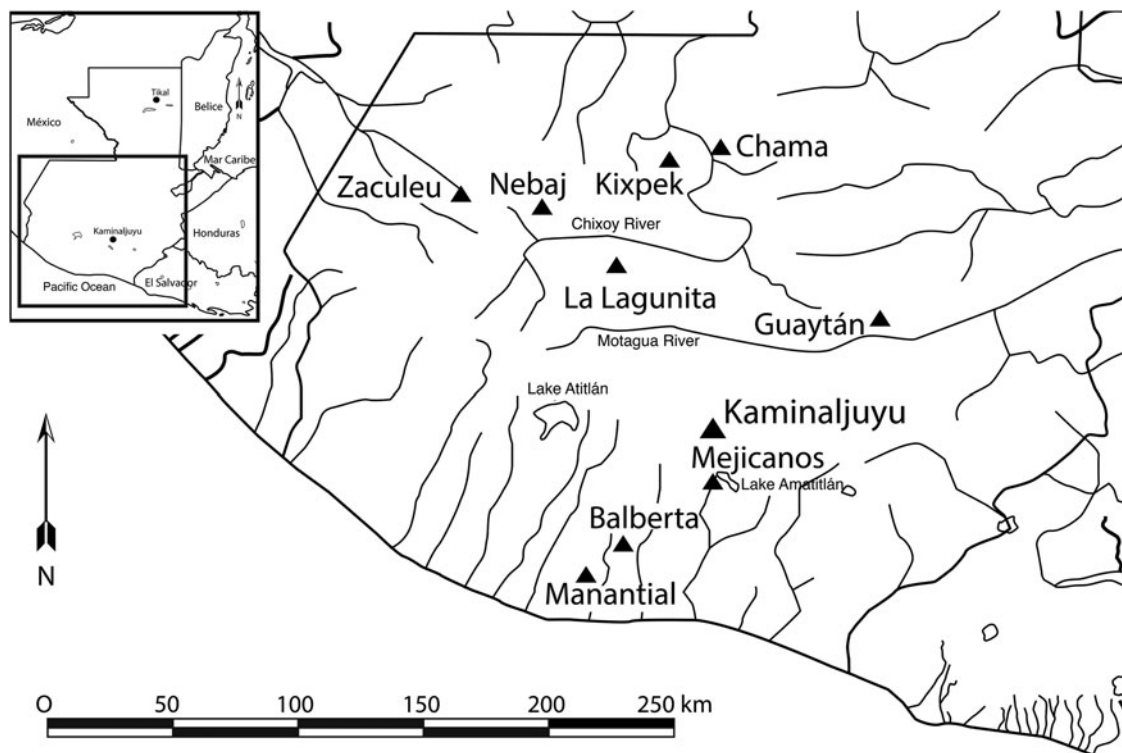 Tikal
México
Belice
N
Mar Caribe
Kaminaljuyu
Honduras
El Salvador
Pacific Ocean
Chama
Zaculeu
Nebaj
Kixpek
Chixoy River
La Lagunita
Guaytán
Motagua River
Lake Atitlán
Kaminaljuyu
Mejicanos
Lake Amatitlán
Balberta
Manantial
N
0 50 100 150 200 250 km